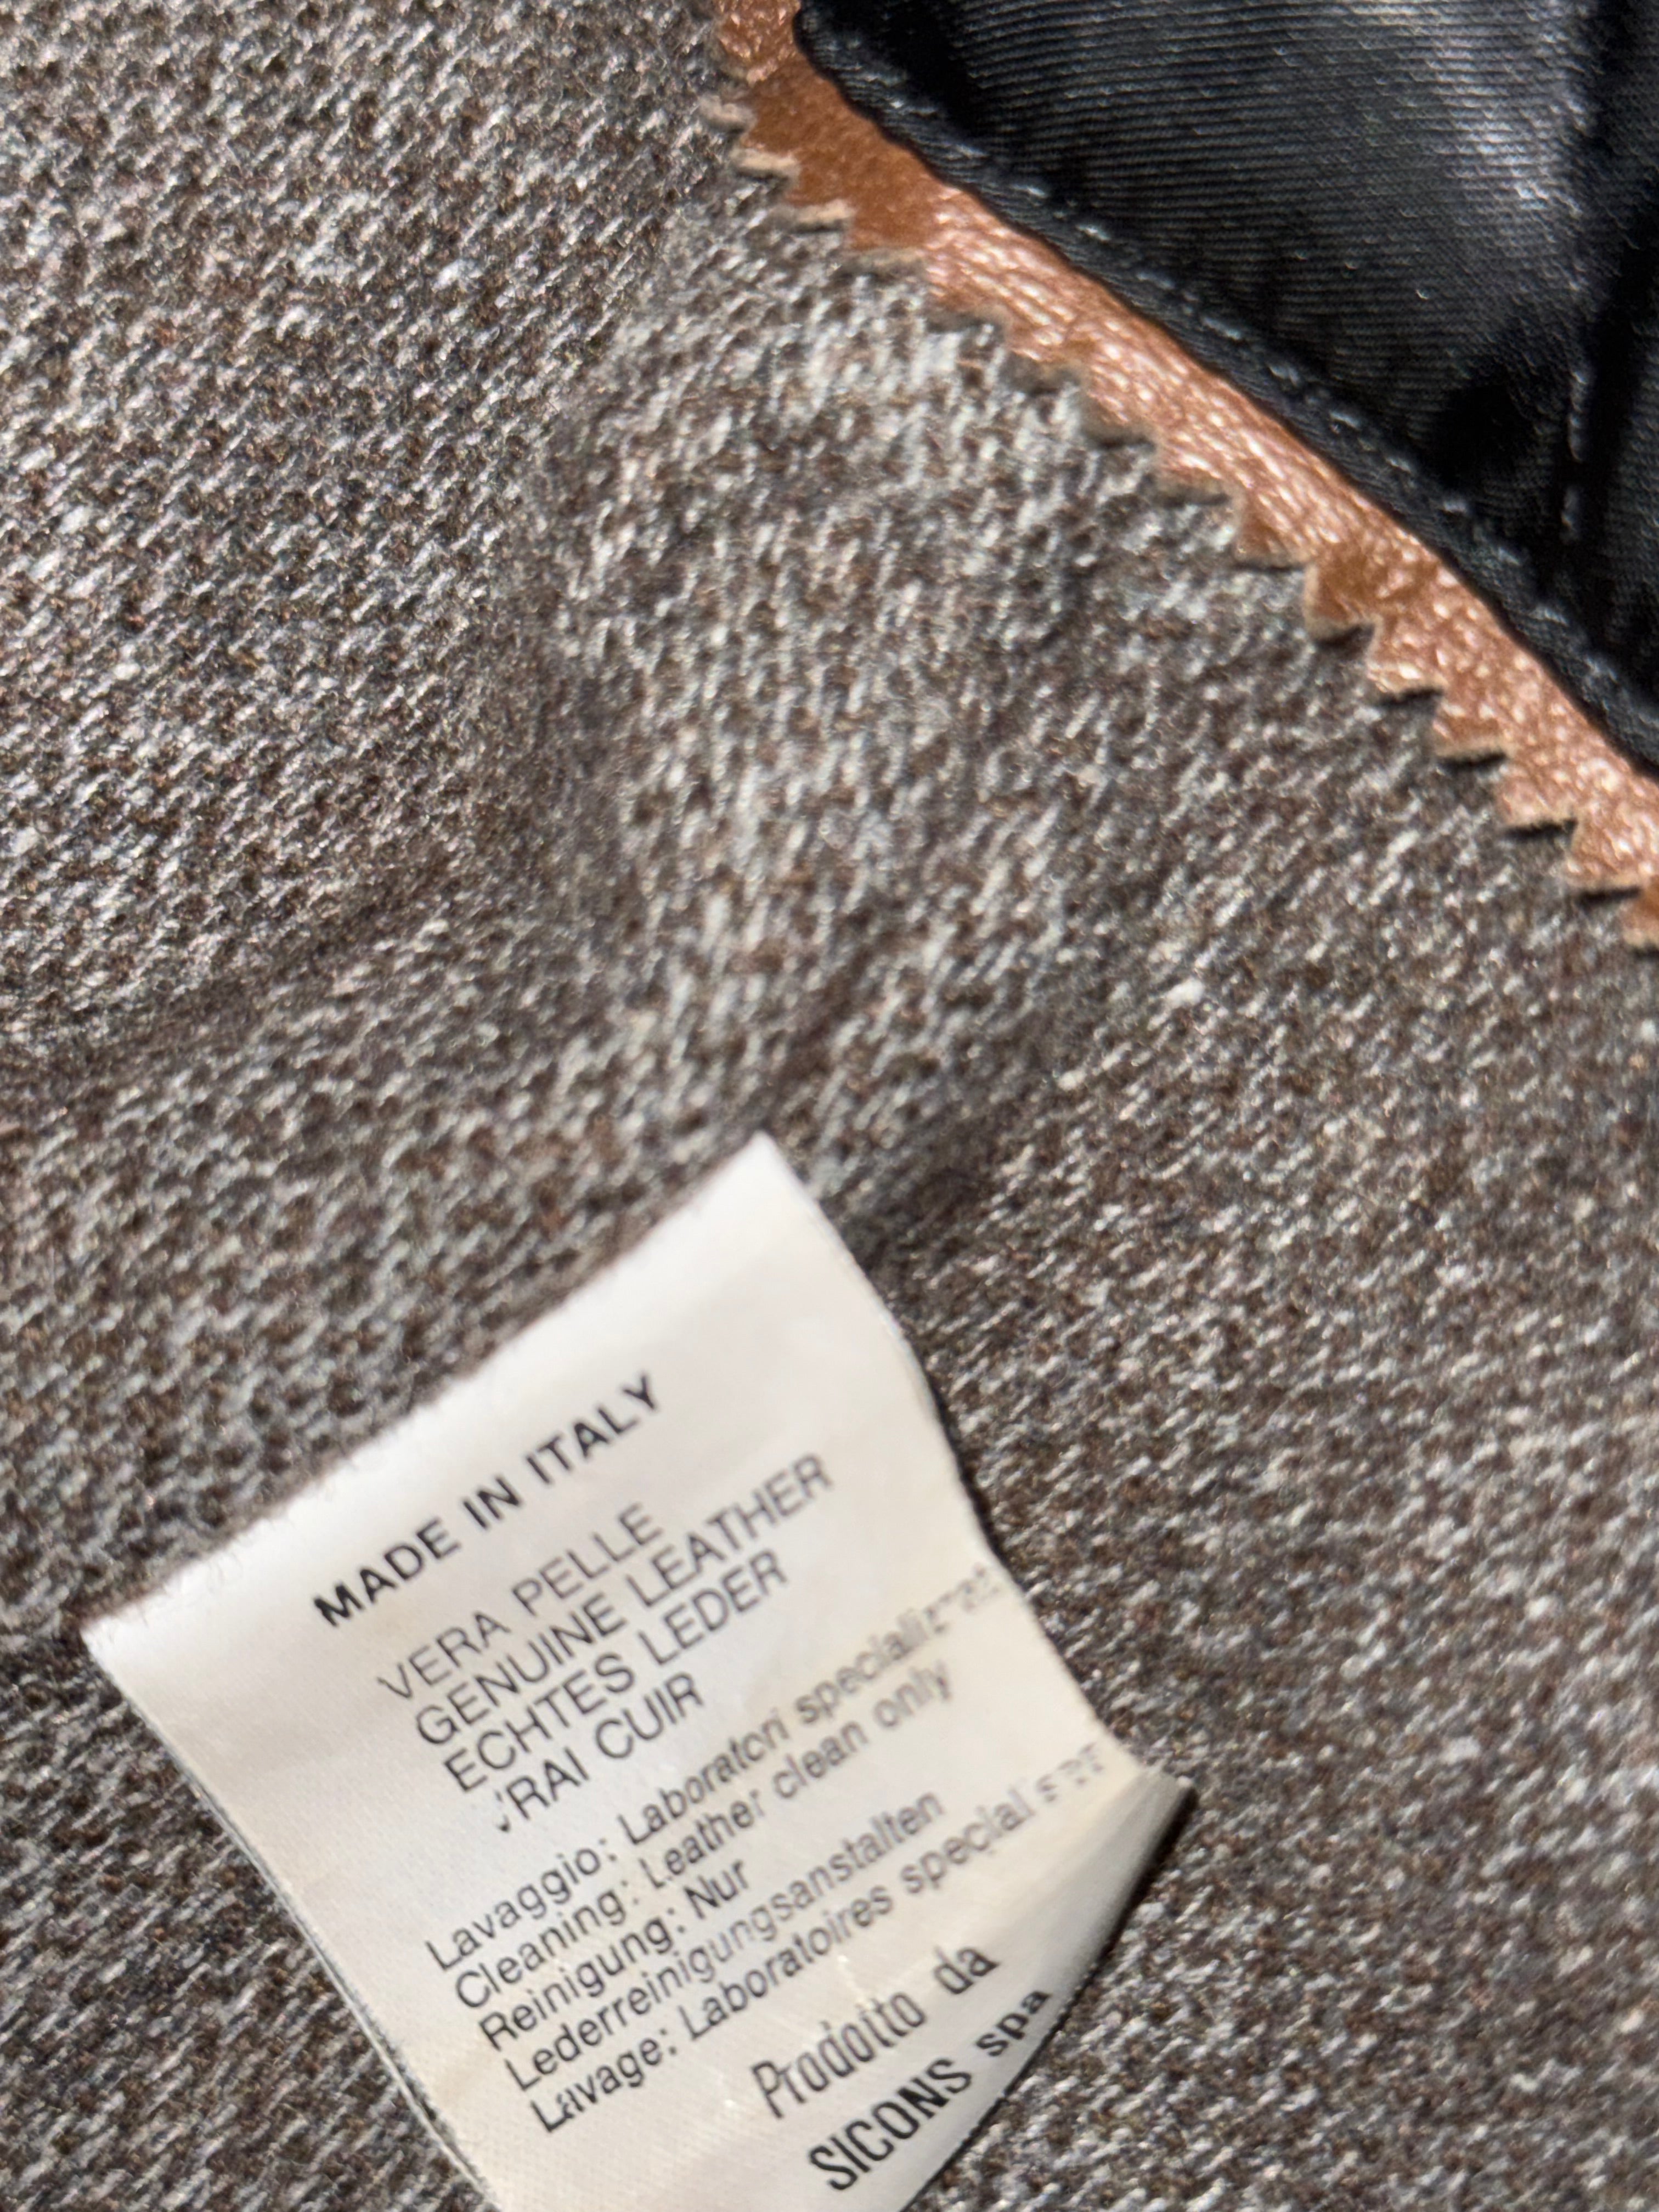 MADE IN ITALY
VERA PELLE
GENUINE LEATHER
ECHTES LEDER
VRAI CUIR
Lavaggio: Laboratori
Cleaning: Leather clean only
Reinigung: Nur
Lederreinigungsanstalten
Lavage: Laboratoires
Prodotto da
SICONS spa